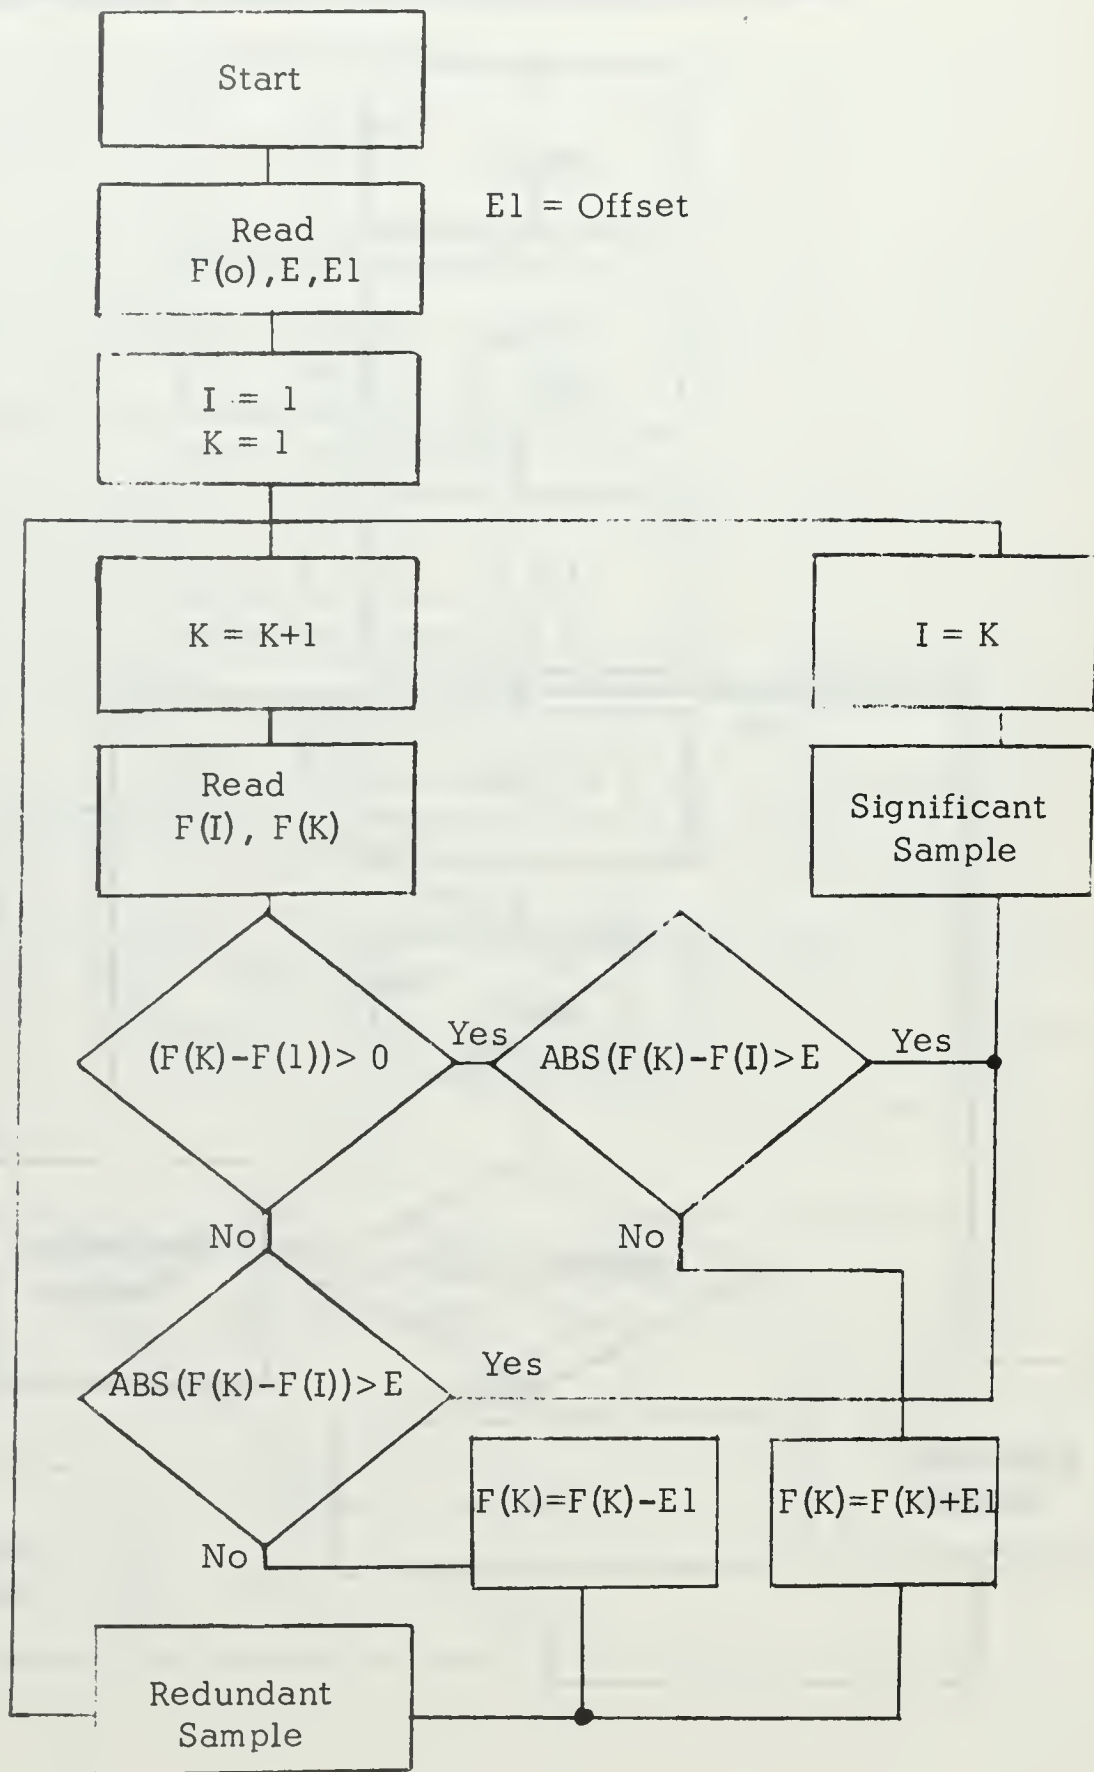 Start
Read
F(o),E,E1
E1 = Offset
I = 1
K = 1
K = K+1
I = K
Read
F(I), F(K)
Significant
Sample
(F(K)-F(1))> 0
Yes
ABS(F(K)-F(I)>E
Yes
No
No
ABS(F(K)-F(I))>E
Yes
F(K)=F(K)-E1
F(K)=F(K)+E1
No
Redundant
Sample